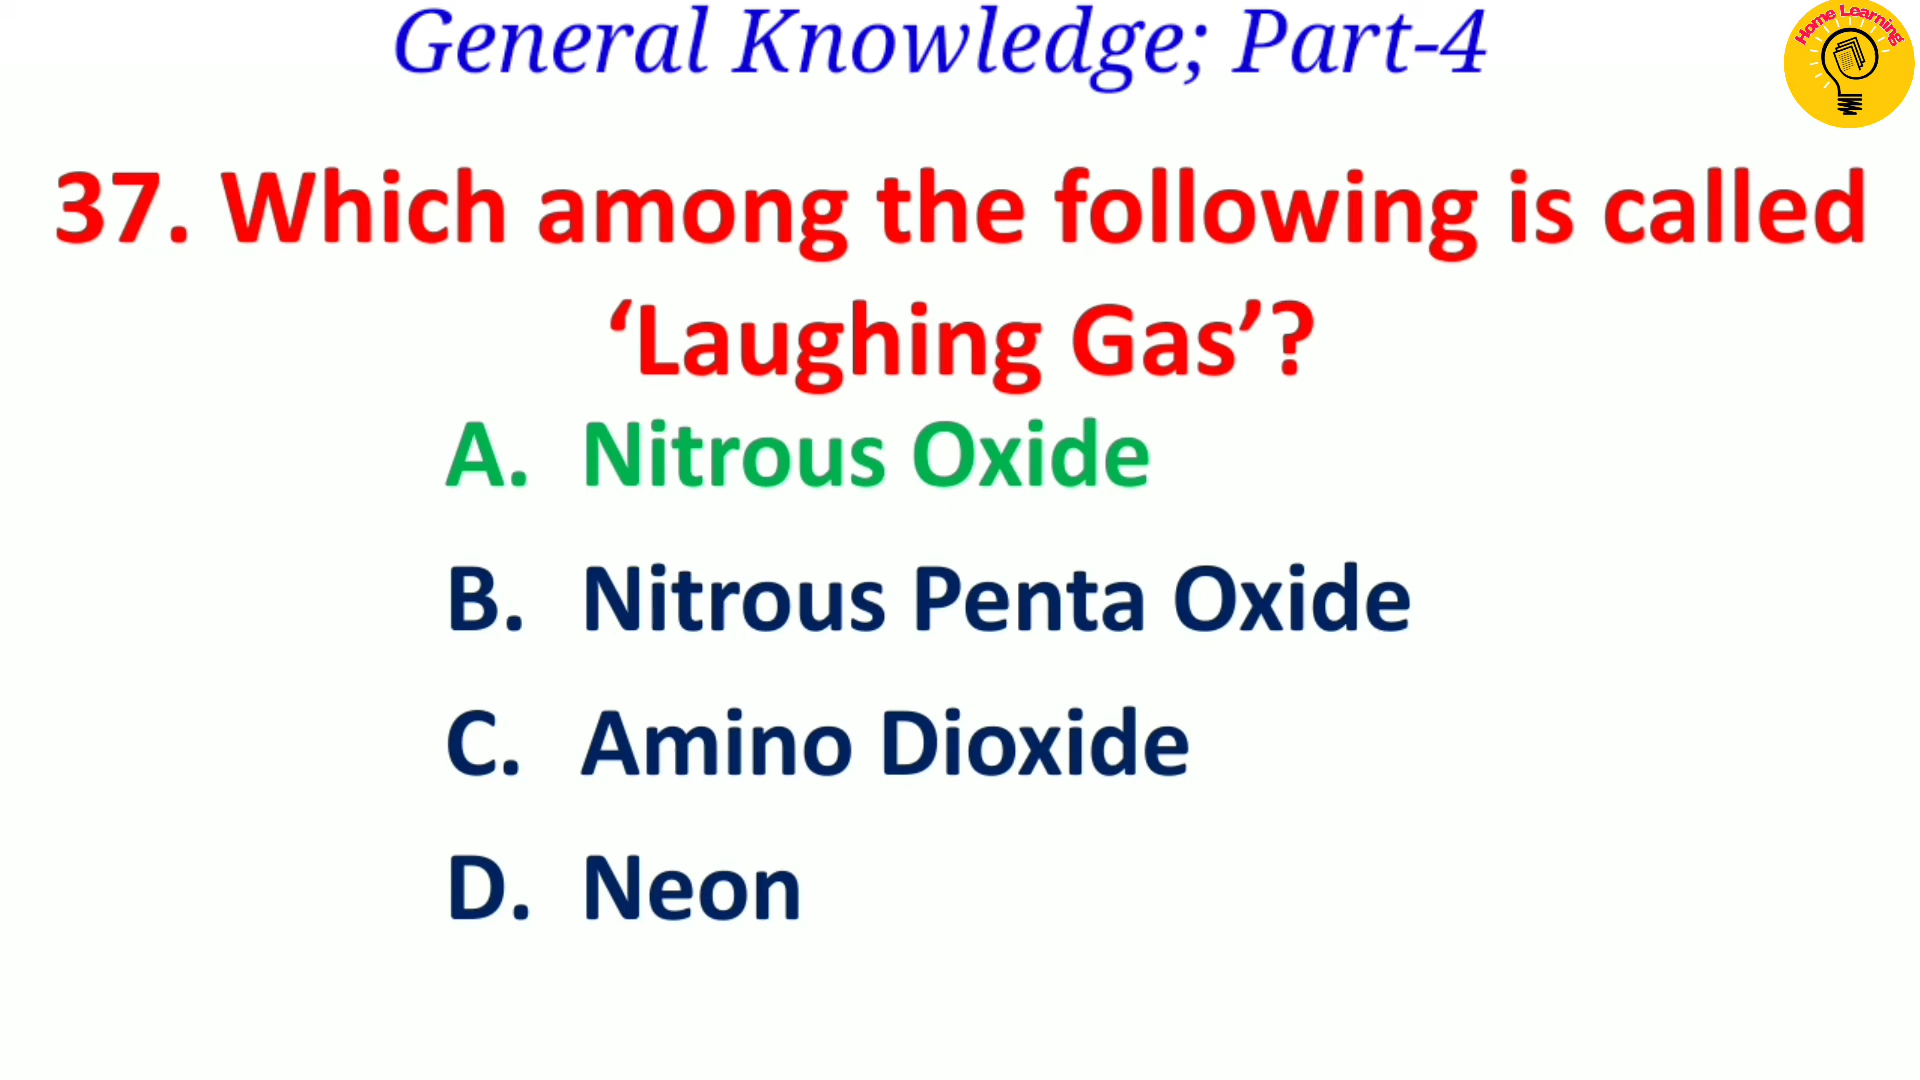 General Knowledge; Part-4
Home Learning
37. Which among the following is called
‘Laughing Gas’?
A. Nitrous Oxide
B. Nitrous Penta Oxide
C. Amino Dioxide
D. Neon